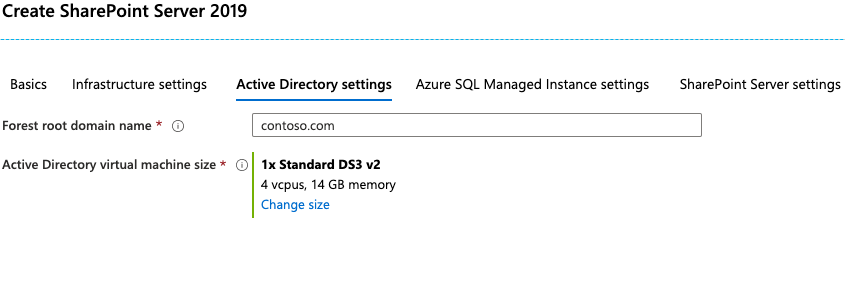 Create SharePoint Server 2019
Basics Infrastructure settings Active Directory settings Azure SQL Managed Instance settings SharePoint Server settings
Forest root domain name * contoso.com
Active Directory virtual machine size * 1x Standard DS3 v2
4 vcpus, 14 GB memory
Change size